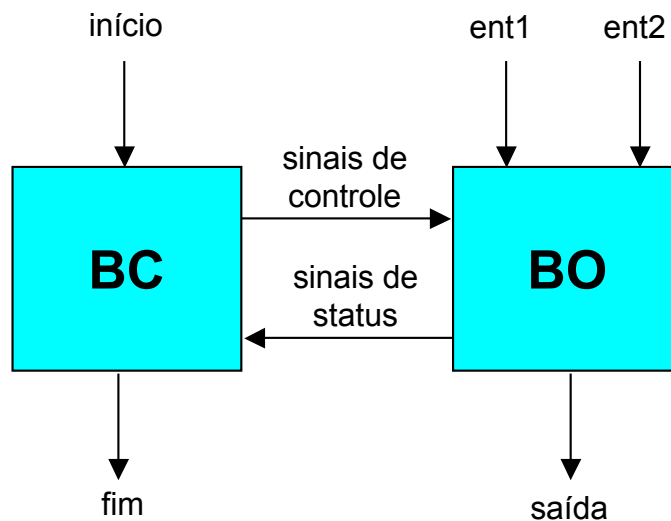 início
ent1
ent2
sinais de
controle
BC
BO
sinais de
status
fim
saída